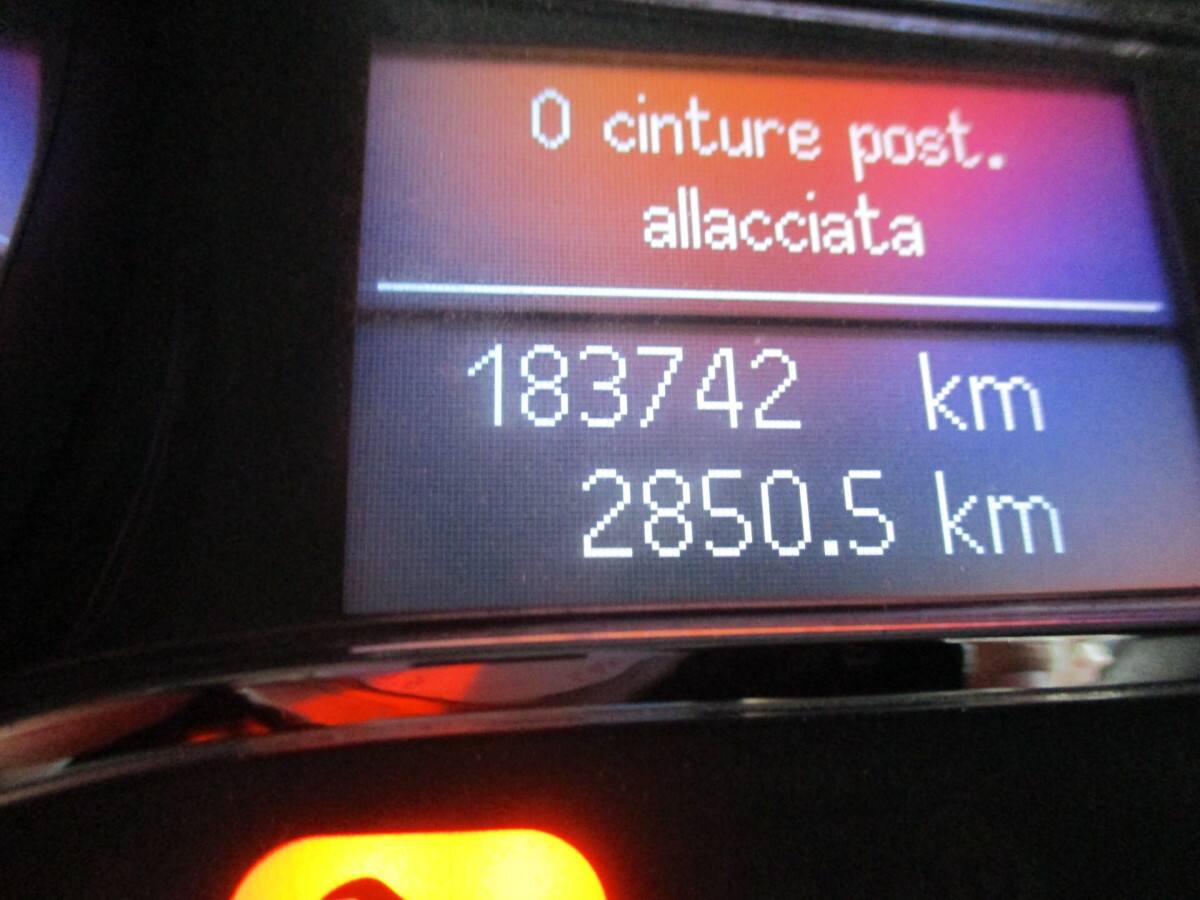 0 cinture post.
allacciata
183742 km
2850.5 km